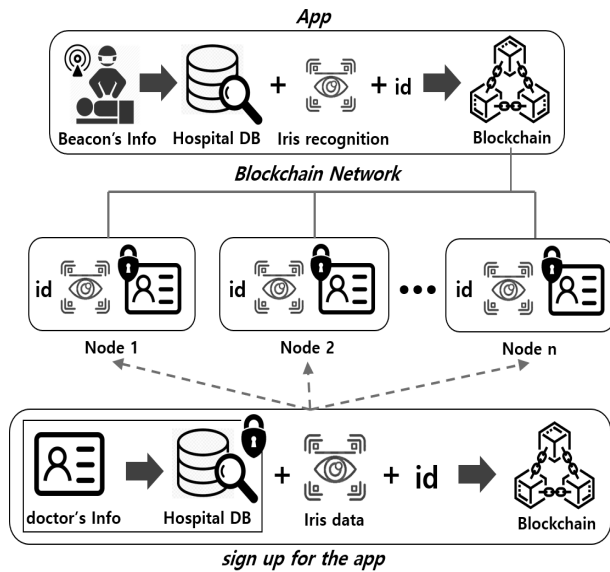 App
+ + id
Beacon's Info Hospital DB Iris recognition Blockchain
Blockchain Network
id id ••• id
Node 1 Node 2 Node n
+ + id
doctor's Info Hospital DB Iris data Blockchain
sign up for the app